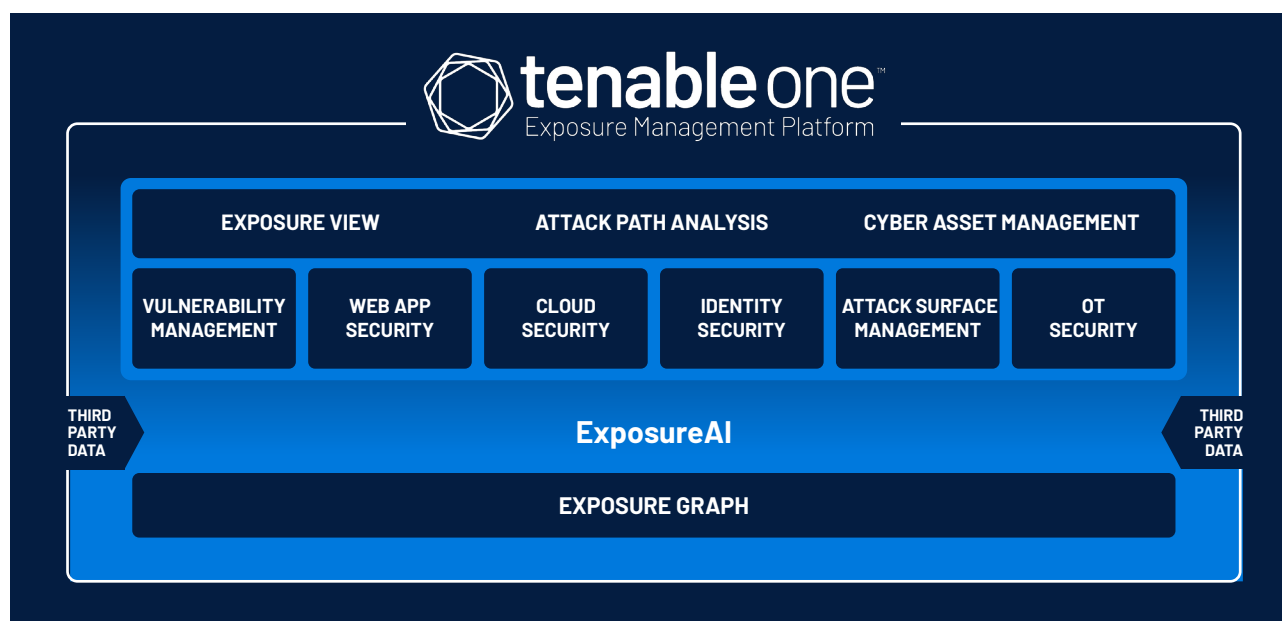 tenable one™
Exposure Management Platform
EXPOSURE VIEW
ATTACK PATH ANALYSIS
CYBER ASSET MANAGEMENT
VULNERABILITY
MANAGEMENT
WEB APP
SECURITY
CLOUD
SECURITY
IDENTITY
SECURITY
ATTACK SURFACE
MANAGEMENT
OT
SECURITY
THIRD
PARTY
DATA
ExposureAI
THIRD
PARTY
DATA
EXPOSURE GRAPH